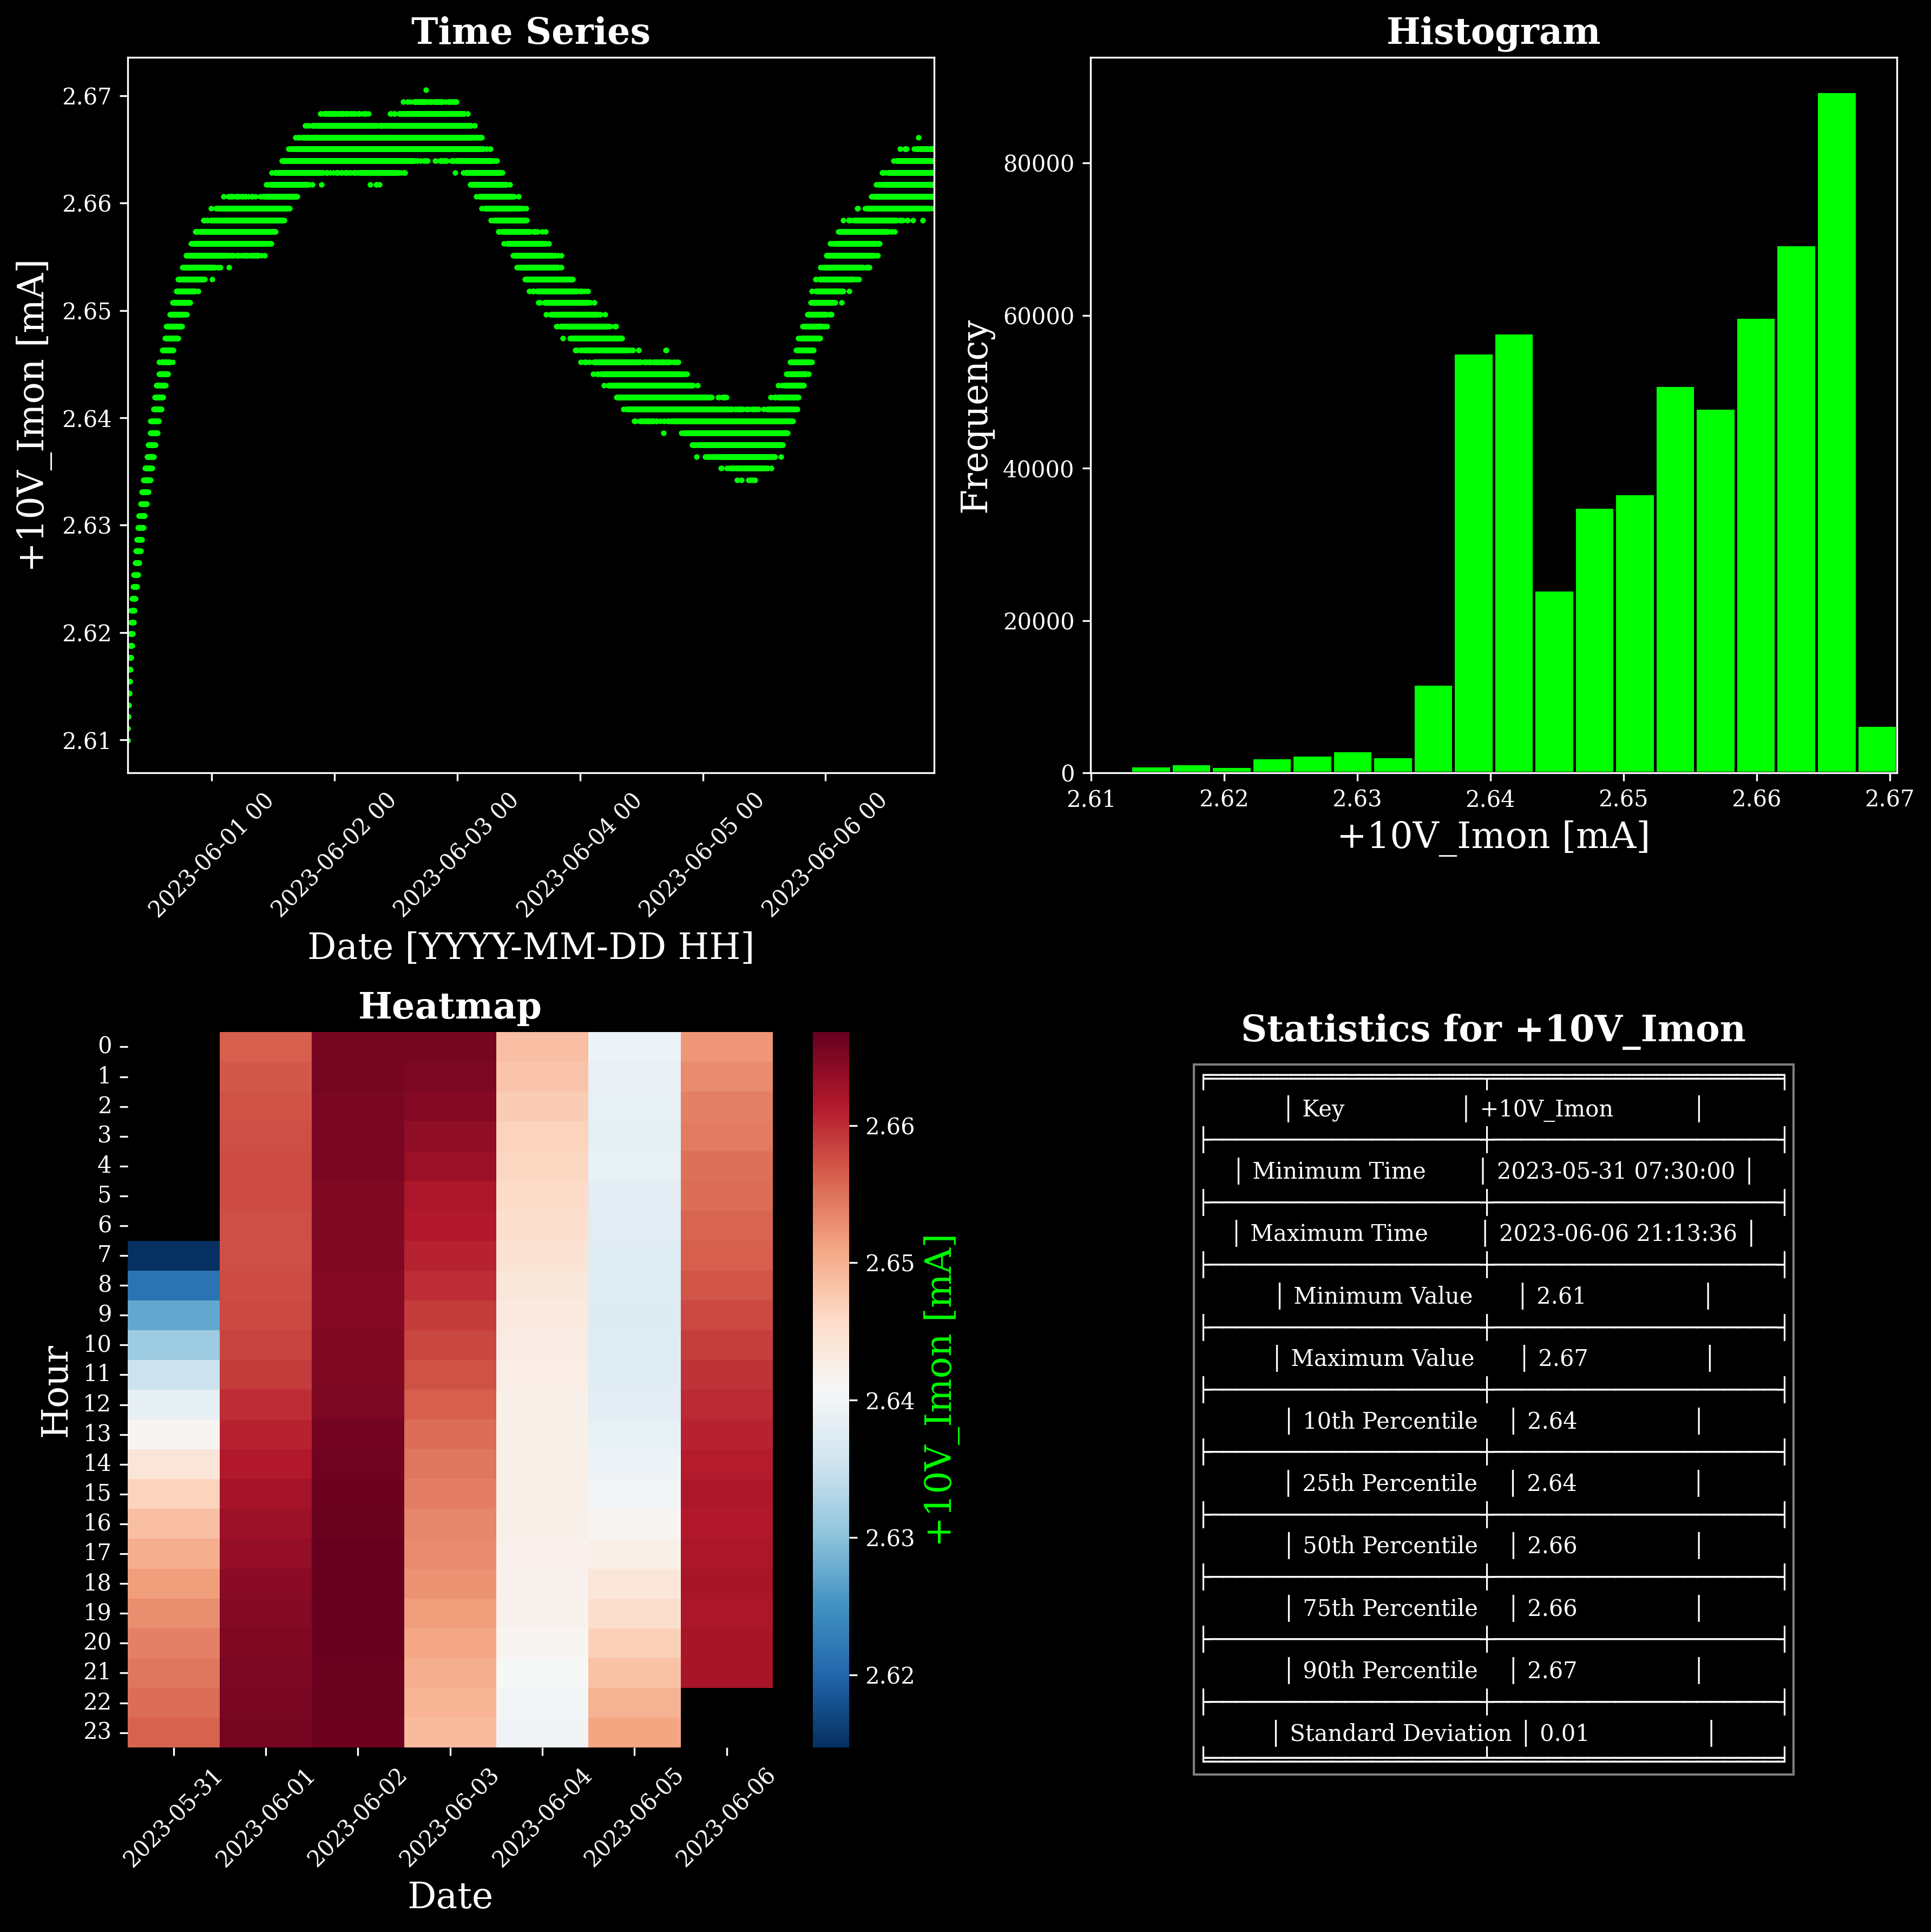 Time Series
+10V_Imon [mA]
2.67
2.66
2.65
2.64
2.63
2.62
2.61
2023-06-01 00
2023-06-02 00
2023-06-03 00
2023-06-04 00
2023-06-05 00
2023-06-06 00
Date [YYYY-MM-DD HH]
Histogram
Frequency
80000
60000
40000
20000
0
2.61 2.62 2.63 2.64 2.65 2.66 2.67
+10V_Imon [mA]
Heatmap
Hour
0
1
2
3
4
5
6
7
8
9
10
11
12
13
14
15
16
17
18
19
20
21
22
23
2023-05-31
2023-06-01
2023-06-02
2023-06-03
2023-06-04
2023-06-05
2023-06-06
Date
2.66
2.65
2.64
2.63
2.62
+10V_Imon [mA]
Statistics for +10V_Imon
| Key | +10V_Imon |
| Minimum Time | 2023-05-31 07:30:00 |
| Maximum Time | 2023-06-06 21:13:36 |
| Minimum Value | 2.61 |
| Maximum Value | 2.67 |
| 10th Percentile | 2.64 |
| 25th Percentile | 2.64 |
| 50th Percentile | 2.66 |
| 75th Percentile | 2.66 |
| 90th Percentile | 2.67 |
| Standard Deviation | 0.01 |